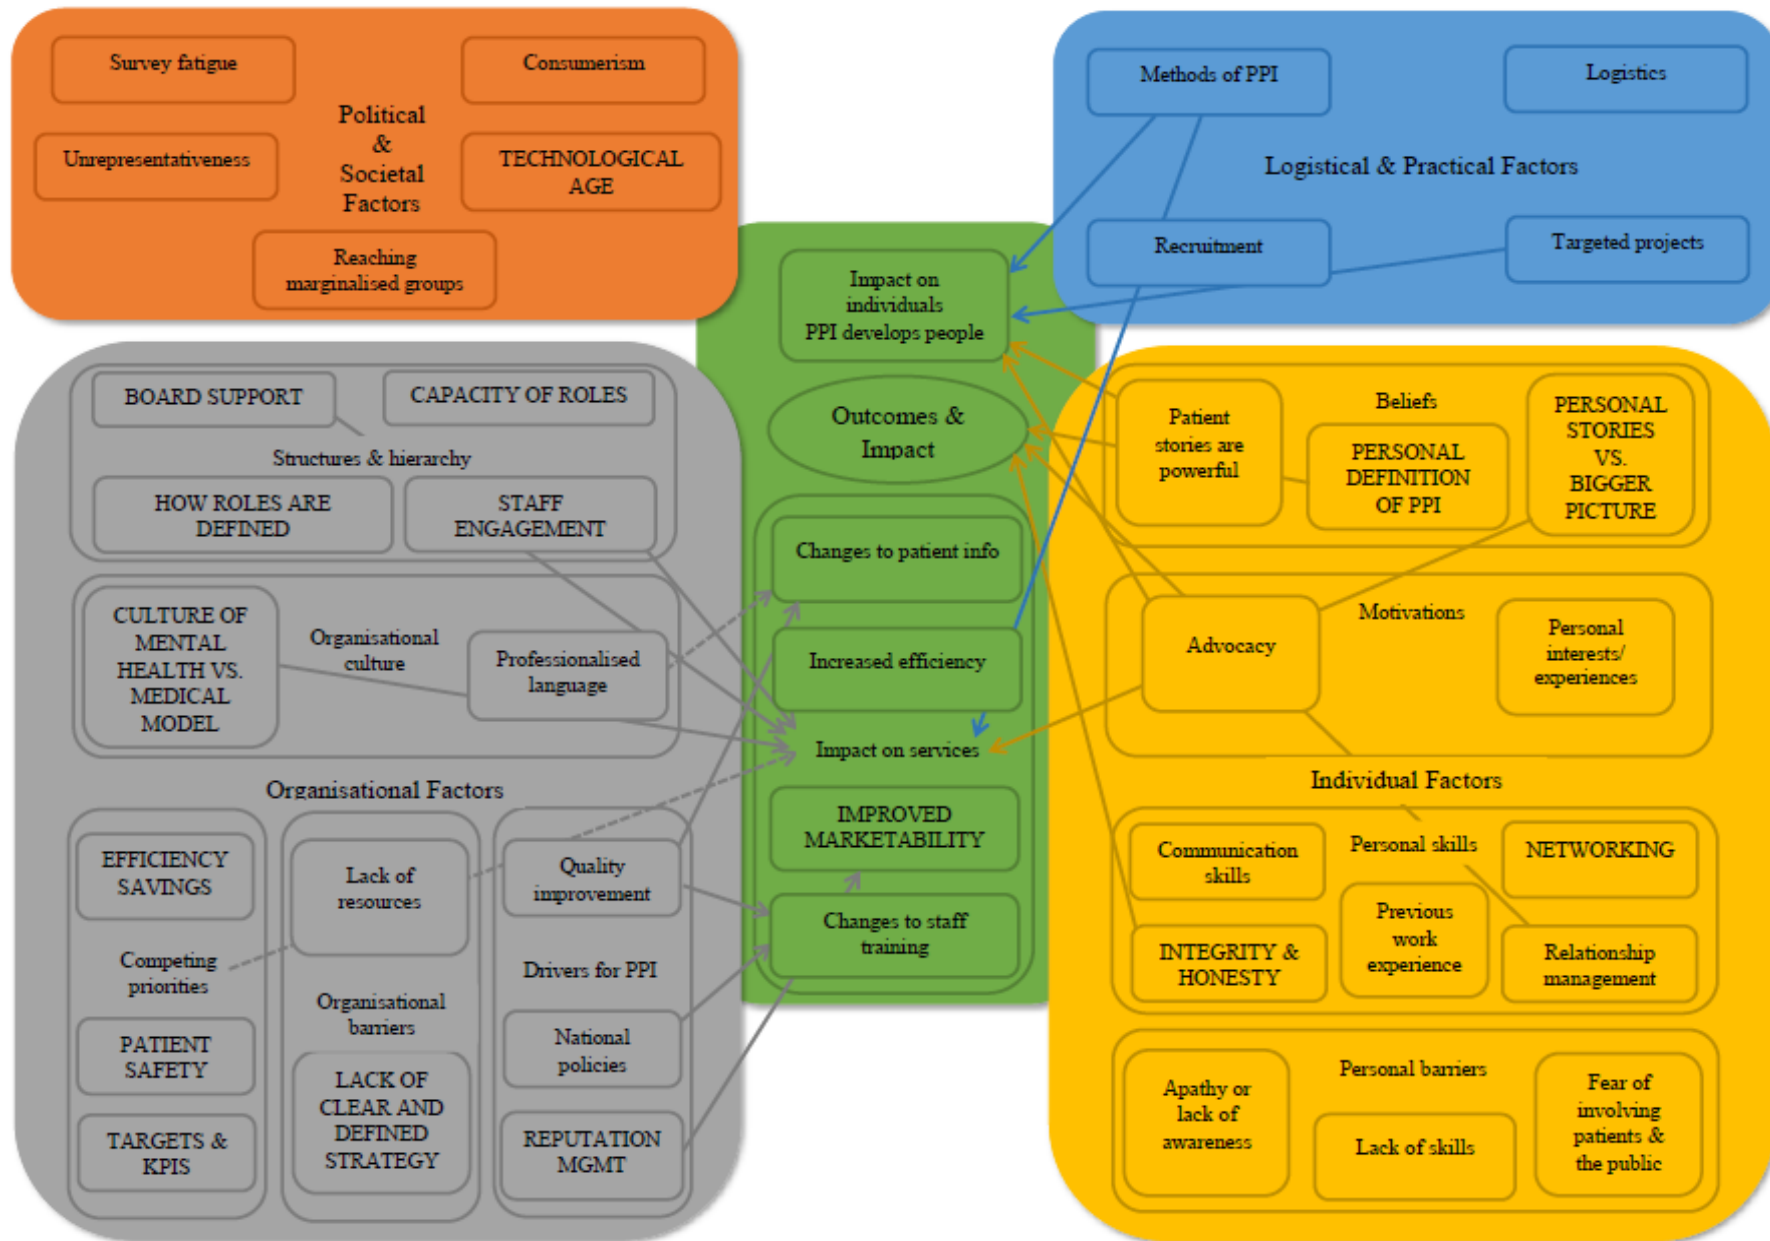 Survey fatigue
Consumerism
Political
&
Societal
Factors
Unrepresentativeness
TECHNOLOGICAL
AGE
Reaching
marginalised groups
Methods of PPI
Logistics
Logistical & Practical Factors
Recruitment
Targeted projects
Impact on
individuals
PPI develops people
Outcomes &
Impact
Changes to patient info
Increased efficiency
Impact on services
IMPROVED
MARKETABILITY
Changes to staff
training
BOARD SUPPORT
CAPACITY OF ROLES
Structures & hierarchy
HOW ROLES ARE
DEFINED
STAFF
ENGAGEMENT
CULTURE OF
MENTAL
HEALTH VS.
MEDICAL
MODEL
Organisational
culture
Professionalised
language
Organisational Factors
EFFICIENCY
SAVINGS
Competing
priorities
PATIENT
SAFETY
TARGETS &
KPIS
Lack of
resources
Organisational
barriers
LACK OF
CLEAR AND
DEFINED
STRATEGY
Quality
improvement
Drivers for PPI
National
policies
REPUTATION
MGMT
Patient
stories are
powerful
Beliefs
PERSONAL
DEFINITION
OF PPI
PERSONAL
STORIES
VS.
BIGGER
PICTURE
Advocacy
Motivations
Personal
interests/
experiences
Individual Factors
Communication
skills
Personal skills
NETWORKING
INTEGRITY &
HONESTY
Previous
work
experience
Relationship
management
Apathy or
lack of
awareness
Personal barriers
Lack of skills
Fear of
involving
patients &
the public